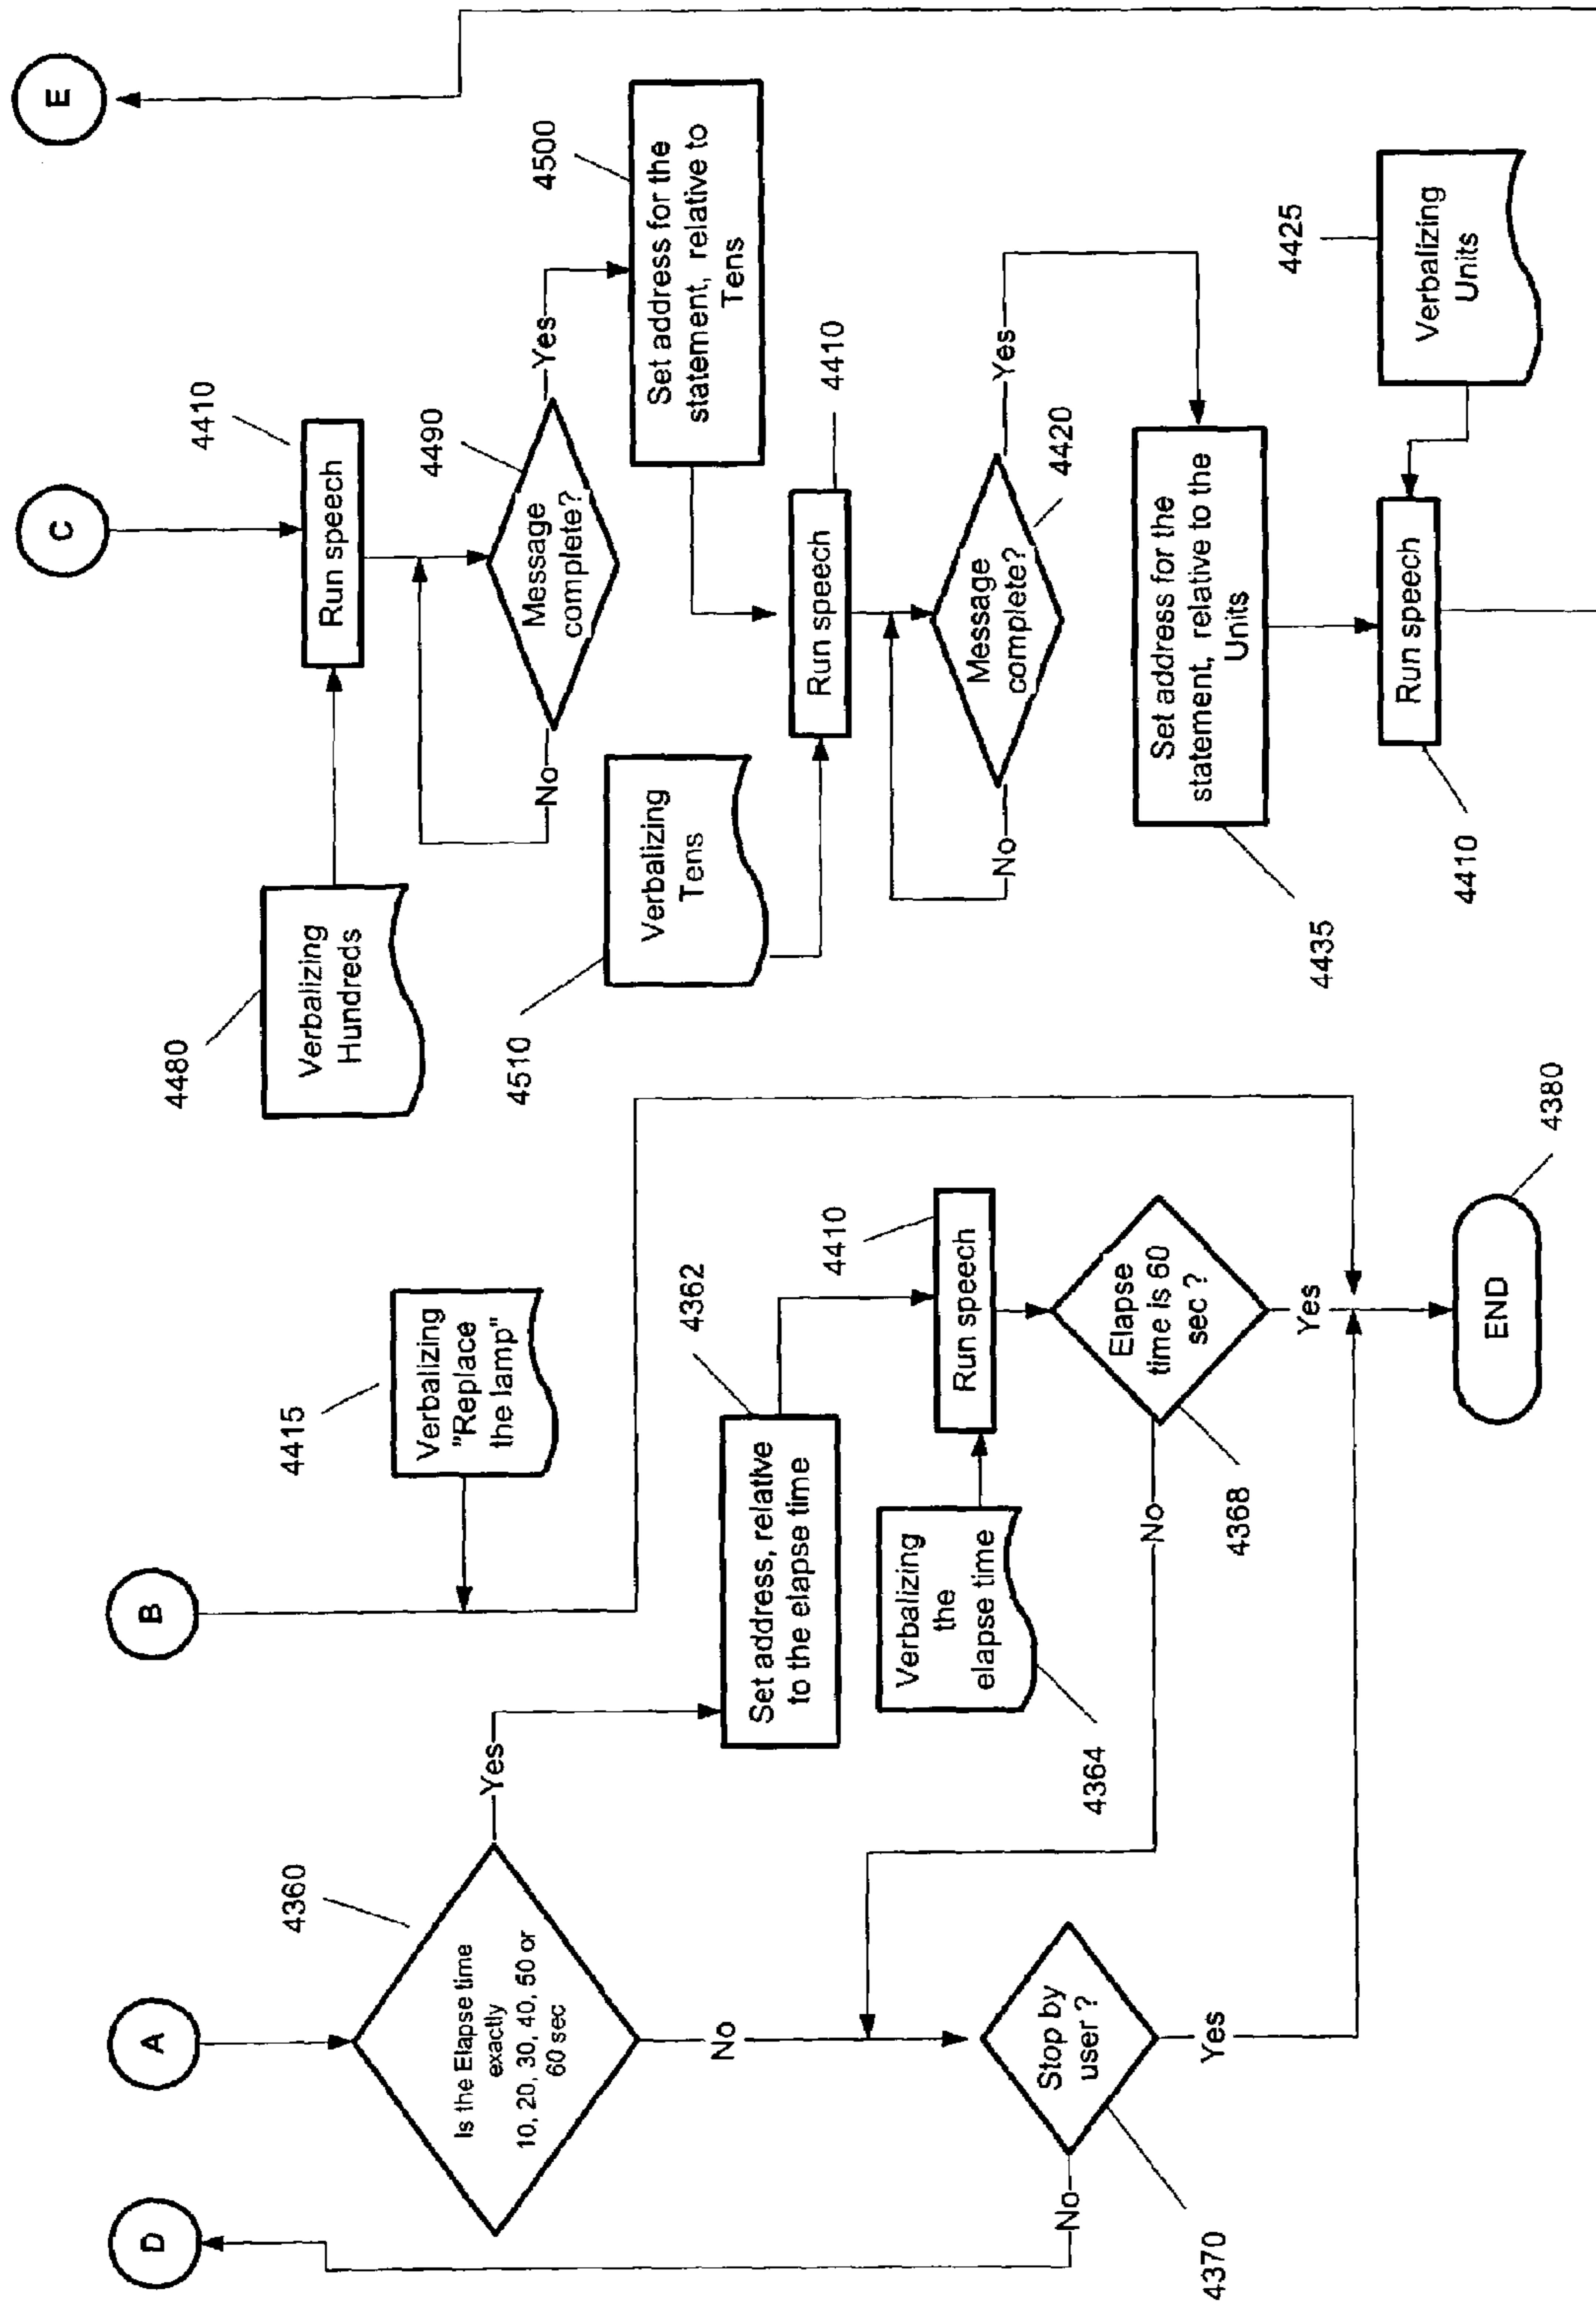 D
A
B
C
E
4360
Is the Elapse time
exactly
10, 20, 30, 40, 50 or
60 sec
Yes
No
4415
Verbalizing
"Replace
the lamp"
4362
Set address, relative
to the elapse time
4410
Run speech
Verbalizing
the
elapse time
4364
Elapse
time is 60
sec ?
4368
No
Yes
Stop by
user ?
4370
No
Yes
END
4380
4480
Verbalizing
Hundreds
4410
Run speech
4490
Message
complete?
No
Yes
4500
Set address for the
statement, relative to
Tens
4510
Verbalizing
Tens
Run speech
4410
Message
complete?
4420
No
Yes
Set address for the
statement, relative to the
Units
4435
4425
Verbalizing
Units
Run speech
4410